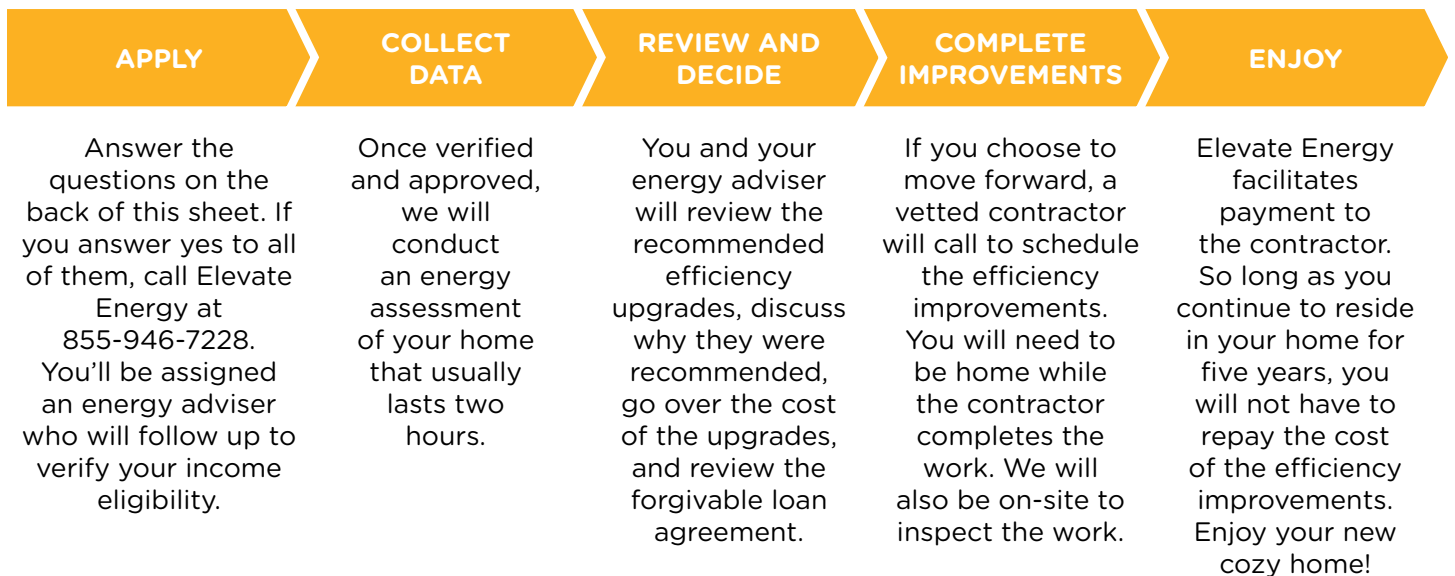 APPLY
Answer the
questions on the
back of this sheet. If
you answer yes to all
of them, call Elevate
Energy at
855-946-7228.
You’ll be assigned
an energy adviser
who will follow up to
verify your income
eligibility.
COLLECT
DATA
Once verified
and approved,
we will
conduct
an energy
assessment
of your home
that usually
lasts two
hours.
REVIEW AND
DECIDE
You and your
energy adviser
will review the
recommended
efficiency
upgrades, discuss
why they were
recommended,
go over the cost
of the upgrades,
and review the
forgivable loan
agreement.
COMPLETE
IMPROVEMENTS
If you choose to
move forward, a
vetted contractor
will call to schedule
the efficiency
improvements.
You will need to
be home while
the contractor
completes the
work. We will
also be on-site to
inspect the work.
ENJOY
Elevate Energy
facilitates
payment to
the contractor.
So long as you
continue to reside
in your home for
five years, you
will not have to
repay the cost
of the efficiency
improvements.
Enjoy your new
cozy home!